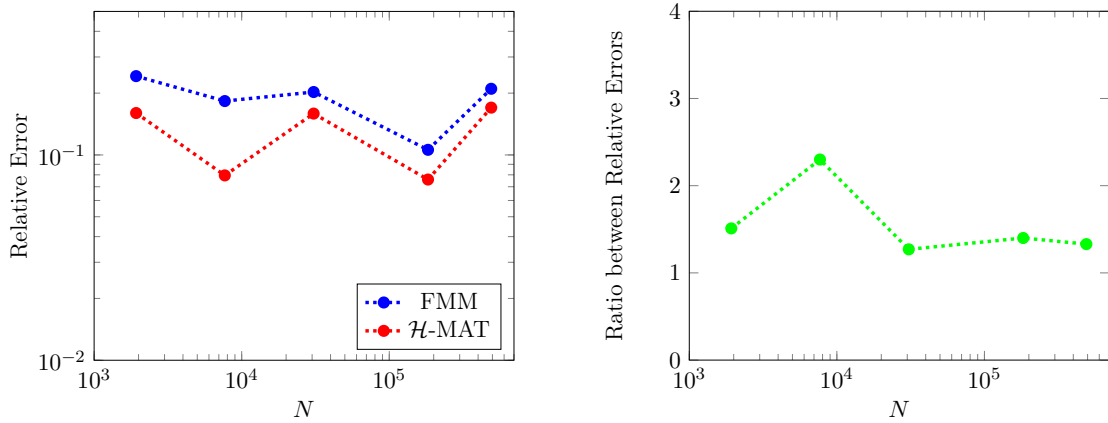 Relative Error
10^{-1}
10^{-2}
10^3
10^4
10^5
N
FMM
\mathcal{H}-MAT
Ratio between Relative Errors
4
3
2
1
0
10^3
10^4
10^5
N